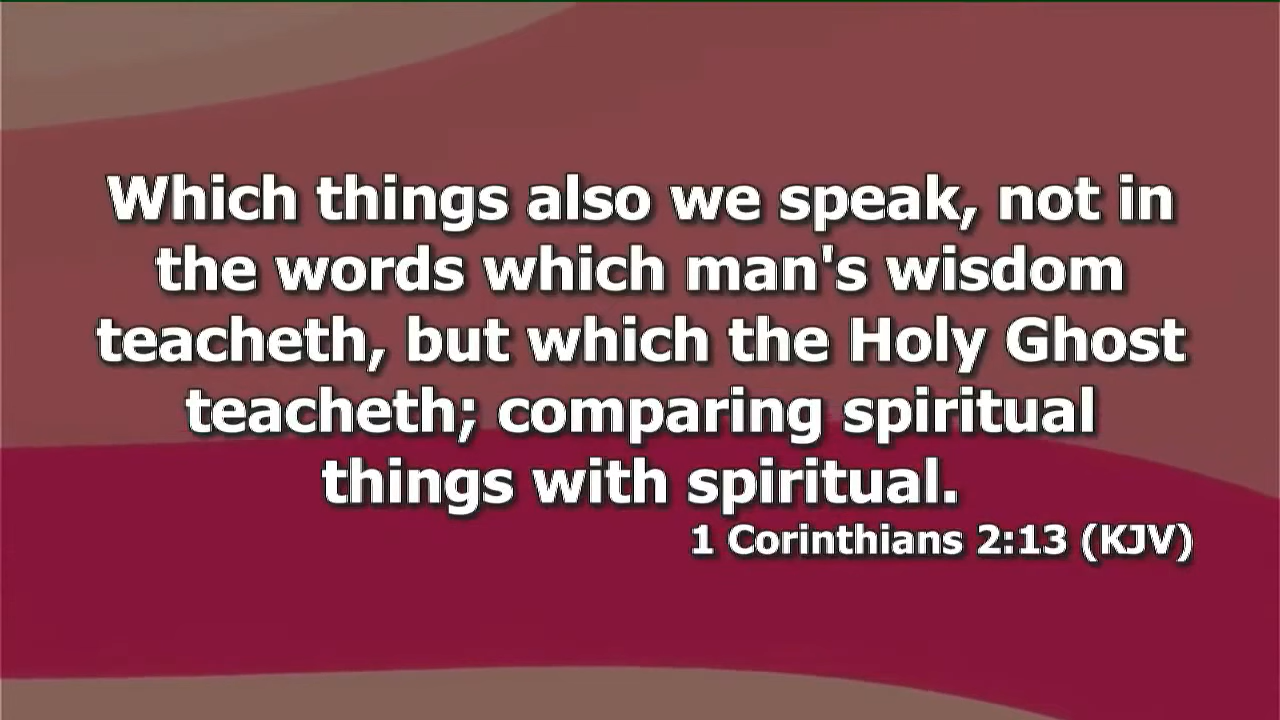 Which things also we speak, not in
the words which man's wisdom
teacheth, but which the Holy Ghost
teacheth; comparing spiritual
things with spiritual.
1 Corinthians 2:13 (KJV)